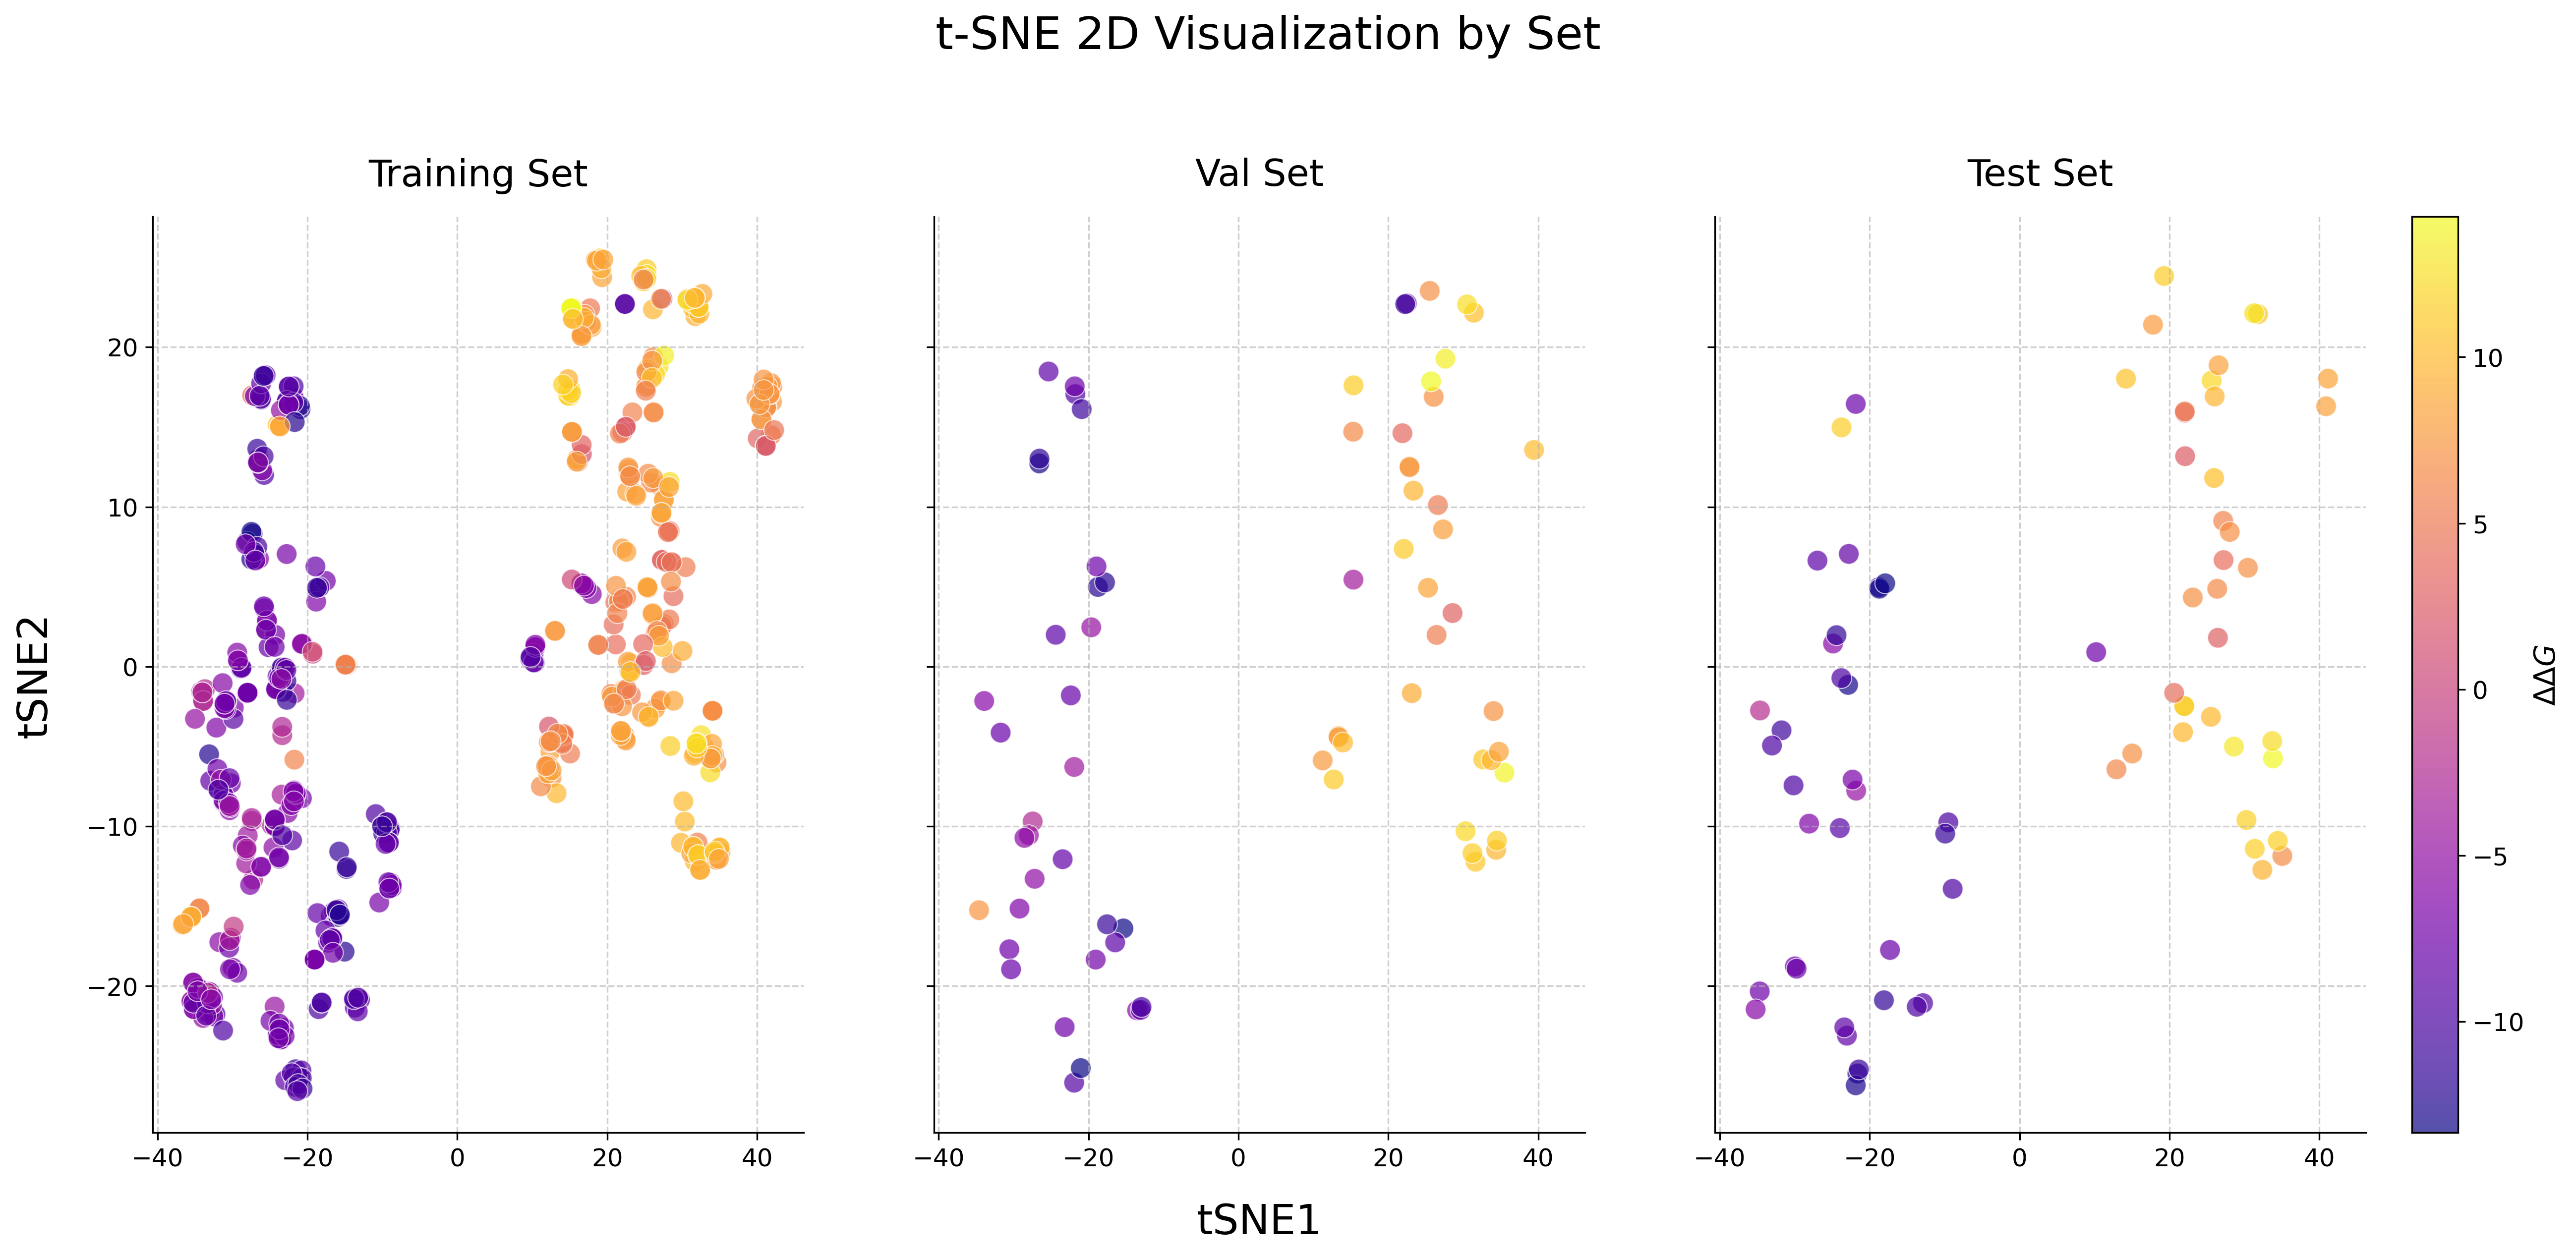 t-SNE 2D Visualization by Set
Training Set
Val Set
Test Set
tSNE2
20
10
0
−10
−20
−40 −20 0 20 40
−40 −20 0 20 40
−40 −20 0 20 40
tSNE1
10
5
0
−5
−10
ΔΔG